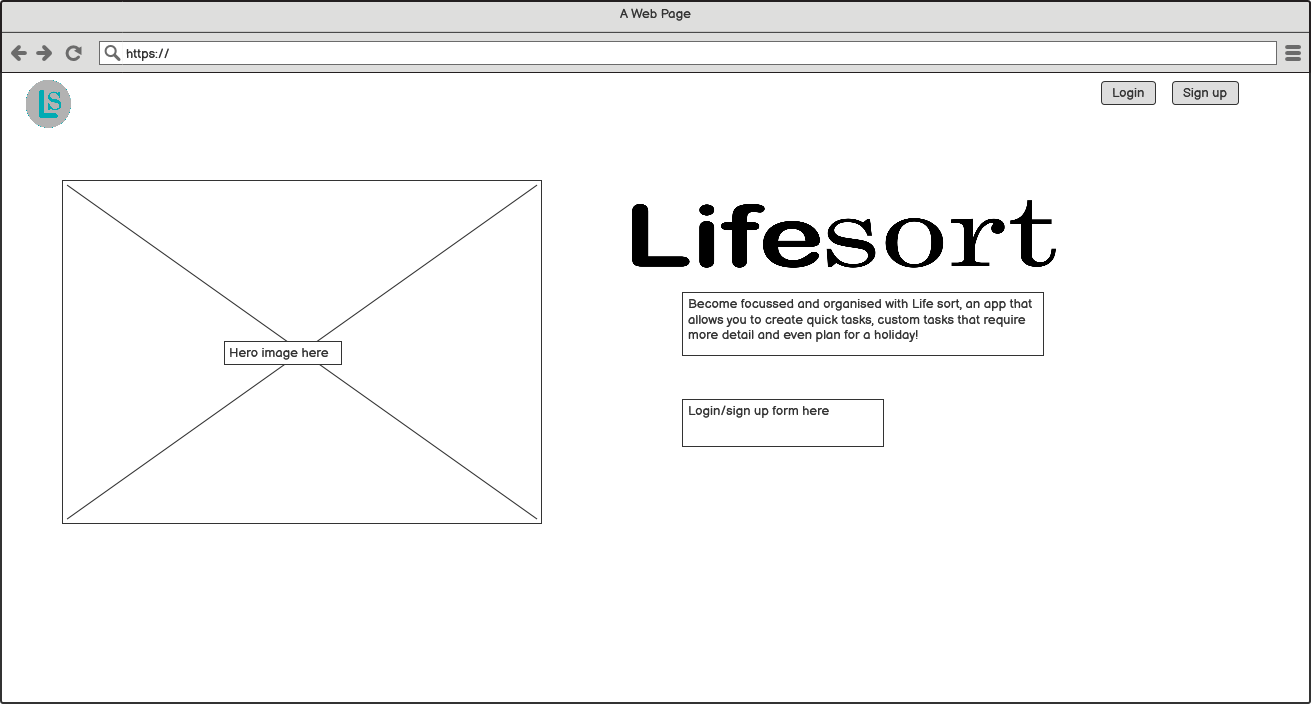 A Web Page
https://
LS
Login
Sign up
Lifesort
Become focussed and organised with Life sort, an app that
allows you to create quick tasks, custom tasks that require
more detail and even plan for a holiday!
Hero image here
Login/sign up form here